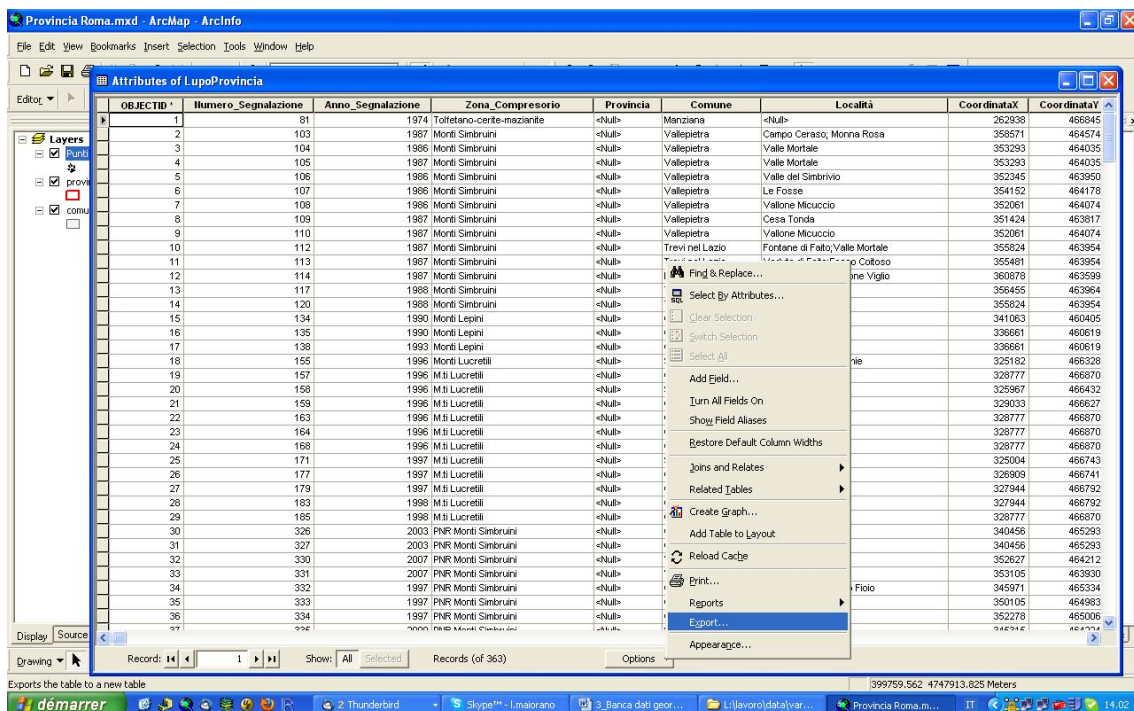 Provincia Roma.mxd - ArcMap - ArcInfo
File Edit View Bookmarks Insert Selection Tools Window Help
Attributes of LupoProvincia
Editor
Layers
Punti
provi
comu
OBJECTID * Numero_Segnalazione Anno_Segnalazione Zona_Compresorio Provincia Comune Località CoordinataX CoordinataY
1 81 1974 Tolfetano-cerite-mazianite <Null> Manziana <Null> 262938 466845
2 103 1987 Monti Simbruini <Null> Vallepietra Campo Ceraso; Monna Rosa 358571 464574
3 104 1986 Monti Simbruini <Null> Vallepietra Valle Mortale 353293 464035
4 105 1987 Monti Simbruini <Null> Vallepietra Valle Mortale 353293 464035
5 106 1986 Monti Simbruini <Null> Vallepietra Valle del Simbrivio 352345 463950
6 107 1986 Monti Simbruini <Null> Vallepietra Le Fosse 354152 464178
7 108 1986 Monti Simbruini <Null> Vallepietra Vallone Micuccio 352061 464074
8 109 1987 Monti Simbruini <Null> Vallepietra Cesa Tonda 351424 463817
9 110 1987 Monti Simbruini <Null> Vallepietra Vallone Micuccio 352061 464074
10 112 1987 Monti Simbruini <Null> Trevi nel Lazio Fontane di Faito;Valle Mortale 355824 463954
11 113 1987 Monti Simbruini <Null> 355481 463954
12 114 1987 Monti Simbruini <Null> one Viglio 360878 463599
13 117 1988 Monti Simbruini <Null> 356455 463964
14 120 1988 Monti Simbruini <Null> 355824 463954
15 134 1990 Monti Lepini <Null> 341063 460405
16 135 1990 Monti Lepini <Null> 336661 460619
17 138 1993 Monti Lepini <Null> 336661 460619
18 155 1996 Monti Lucretili <Null> nie 325182 466328
19 157 1996 M.ti Lucretili <Null> 328777 466870
20 158 1996 M.ti Lucretili <Null> 325967 466432
21 159 1996 M.ti Lucretili <Null> 329033 466627
22 163 1996 M.ti Lucretili <Null> 328777 466870
23 164 1996 M.ti Lucretili <Null> 328777 466870
24 168 1996 M.ti Lucretili <Null> 328777 466870
25 171 1997 M.ti Lucretili <Null> 325004 466743
26 177 1997 M.ti Lucretili <Null> 326909 466741
27 179 1997 M.ti Lucretili <Null> 327944 466792
28 183 1998 M.ti Lucretili <Null> 327944 466792
29 185 1998 M.ti Lucretili <Null> 328777 466870
30 326 2003 PNR Monti Simbruini <Null> 340456 465293
31 327 2003 PNR Monti Simbruini <Null> 340456 465293
32 330 2007 PNR Monti Simbruini <Null> 352627 464212
33 331 2007 PNR Monti Simbruini <Null> 353105 463930
34 332 1997 PNR Monti Simbruini <Null> Fioio 345971 465334
35 333 1997 PNR Monti Simbruini <Null> 350105 464983
36 334 1997 PNR Monti Simbruini <Null> 352278 465006
Find & Replace...
Select By Attributes...
Clear Selection
Switch Selection
Select All
Add Field...
Turn All Fields On
Show Field Aliases
Restore Default Column Widths
Joins and Relates
Related Tables
Create Graph...
Add Table to Layout
Reload Cache
Print...
Reports
Export...
Appearance...
Display Source
Record: 1 Show: All Selected Records (of 363) Options
Drawing
Exports the table to a new table 399759.562 4747913.825 Meters
démarrer 2 Thunderbird Skype™ - l.maiorano 3_Banca dati geor... L:\lavoro\data\var... Provincia Roma.m... IT 14.02